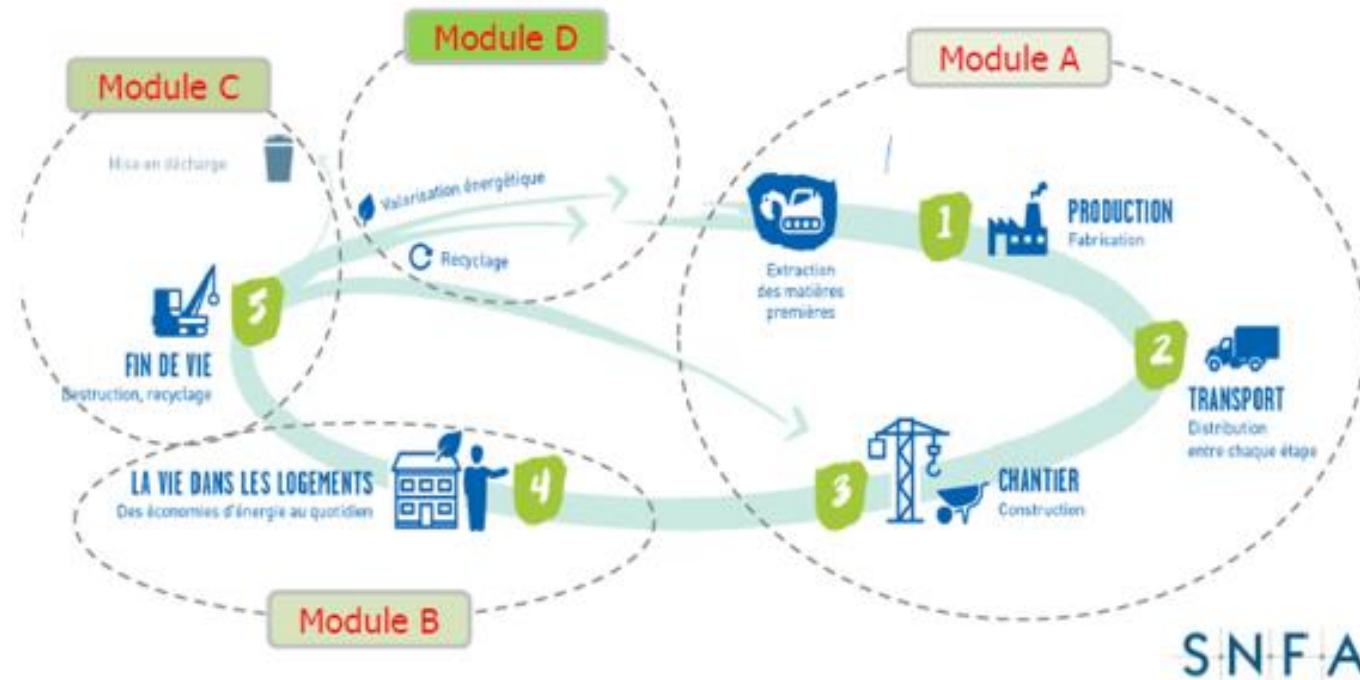 Module D
Module A
Module C
Mise en décharge
Valorisation énergétique
Recyclage
Extraction
des matières
premières
1
PRODUCTION
Fabrication
2
TRANSPORT
Distribution
entre chaque étape
3
CHANTIER
Construction
4
LA VIE DANS LES LOGEMENTS
Des économies d'énergie au quotidien
5
FIN DE VIE
Destruction, recyclage
Module B
SNFA